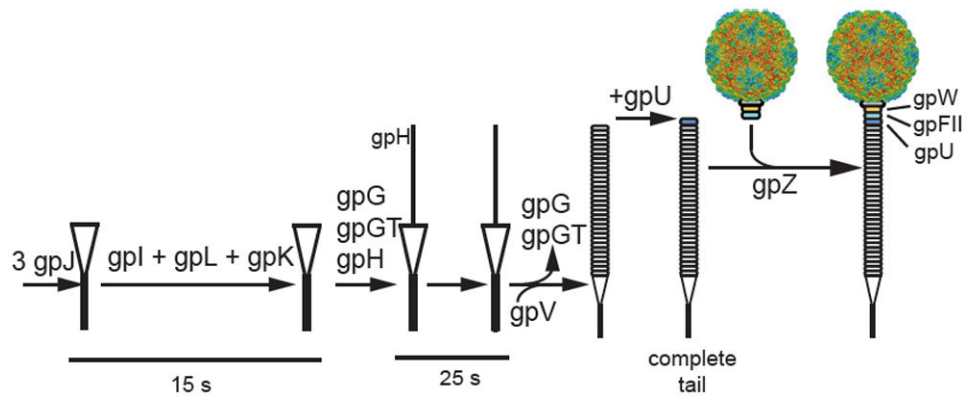 3 gpJ
gpI + gpL + gpK
15 s
gpH
gpG
gpGT
gpH
25 s
gpG
gpGT
gpV
+gpU
complete
tail
gpZ
gpW
gpFII
gpU